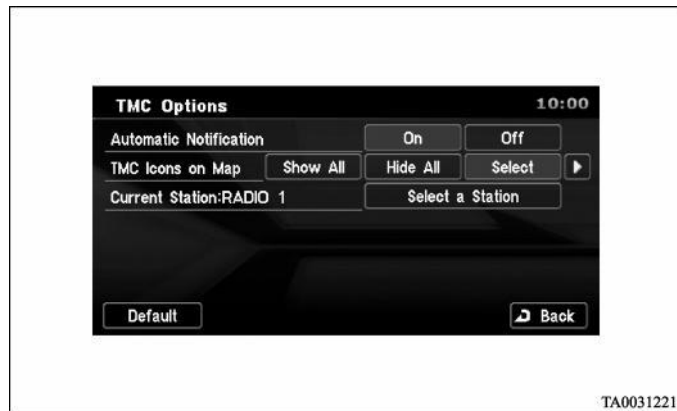 TMC Options 10:00
Automatic Notification On Off
TMC Icons on Map Show All Hide All Select
Current Station:RADIO 1 Select a Station
Default Back
TA0031221